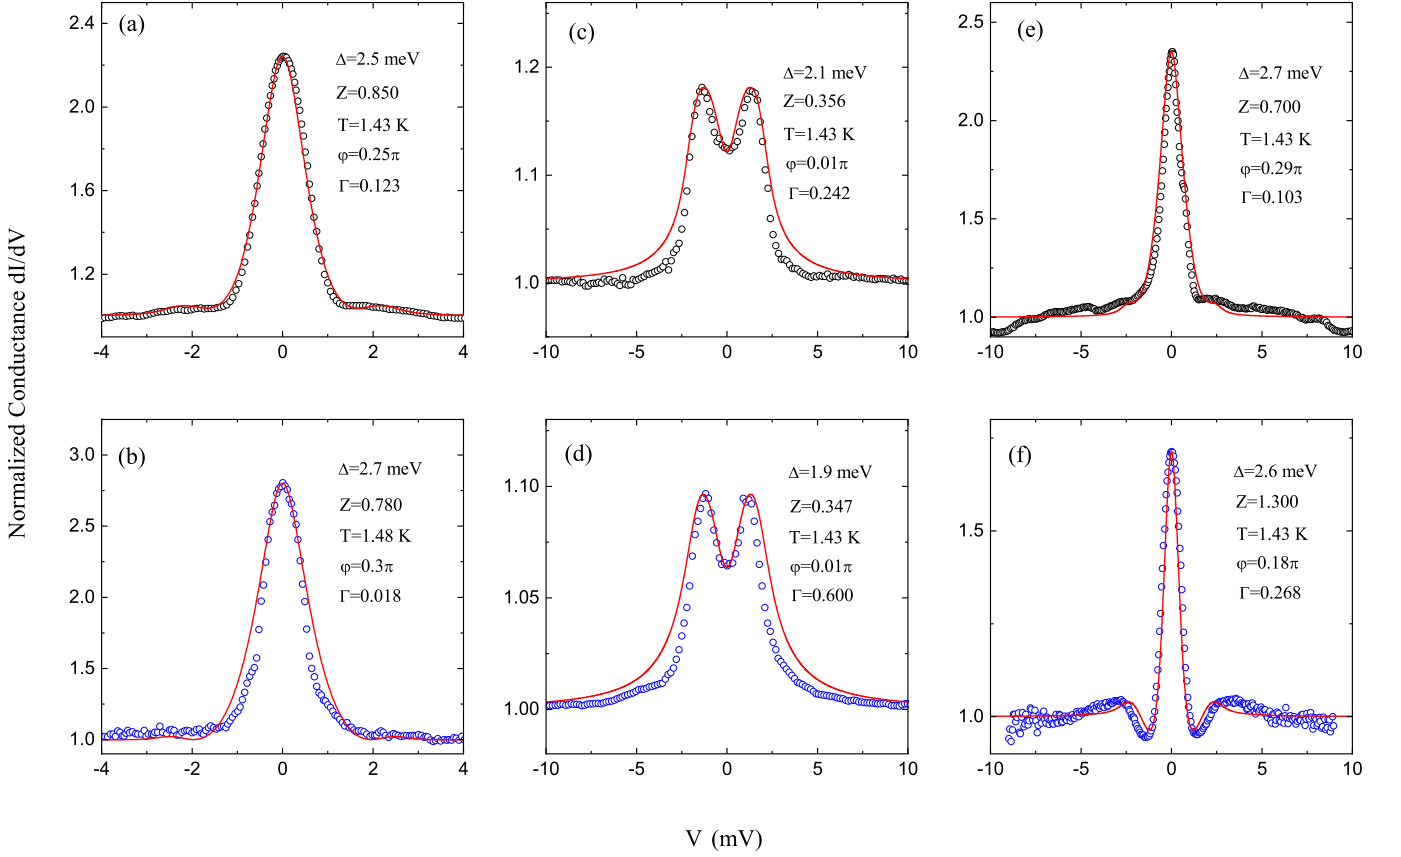 Normalized Conductance dI/dV
(a)
Δ=2.5 meV
Z=0.850
T=1.43 K
φ=0.25π
Γ=0.123
2.4
2.0
1.6
1.2
-4 -2 0 2 4
(c)
Δ=2.1 meV
Z=0.356
T=1.43 K
φ=0.01π
Γ=0.242
1.2
1.1
1.0
-10 -5 0 5 10
(e)
Δ=2.7 meV
Z=0.700
T=1.43 K
φ=0.29π
Γ=0.103
2.5
2.0
1.5
1.0
-10 -5 0 5 10
(b)
Δ=2.7 meV
Z=0.780
T=1.48 K
φ=0.3π
Γ=0.018
3.0
2.5
2.0
1.5
1.0
-4 -2 0 2 4
(d)
Δ=1.9 meV
Z=0.347
T=1.43 K
φ=0.01π
Γ=0.600
1.10
1.05
1.00
-10 -5 0 5 10
(f)
Δ=2.6 meV
Z=1.300
T=1.43 K
φ=0.18π
Γ=0.268
1.5
1.0
-10 -5 0 5 10
V (mV)